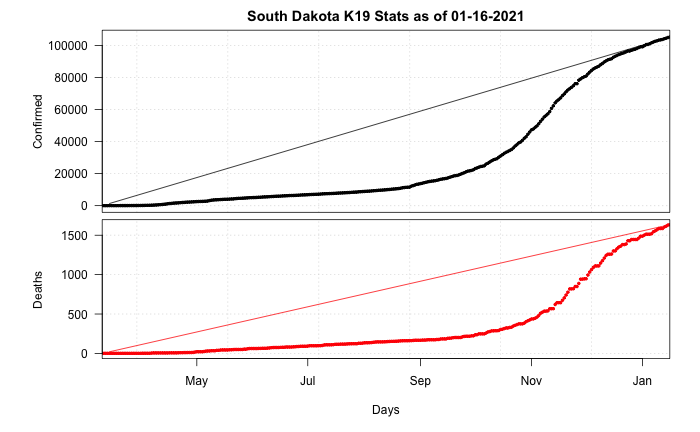 South Dakota K19 Stats as of 01-16-2021
Confirmed
100000
80000
60000
40000
20000
0
Deaths
1500
1000
500
0
May Jul Sep Nov Jan
Days